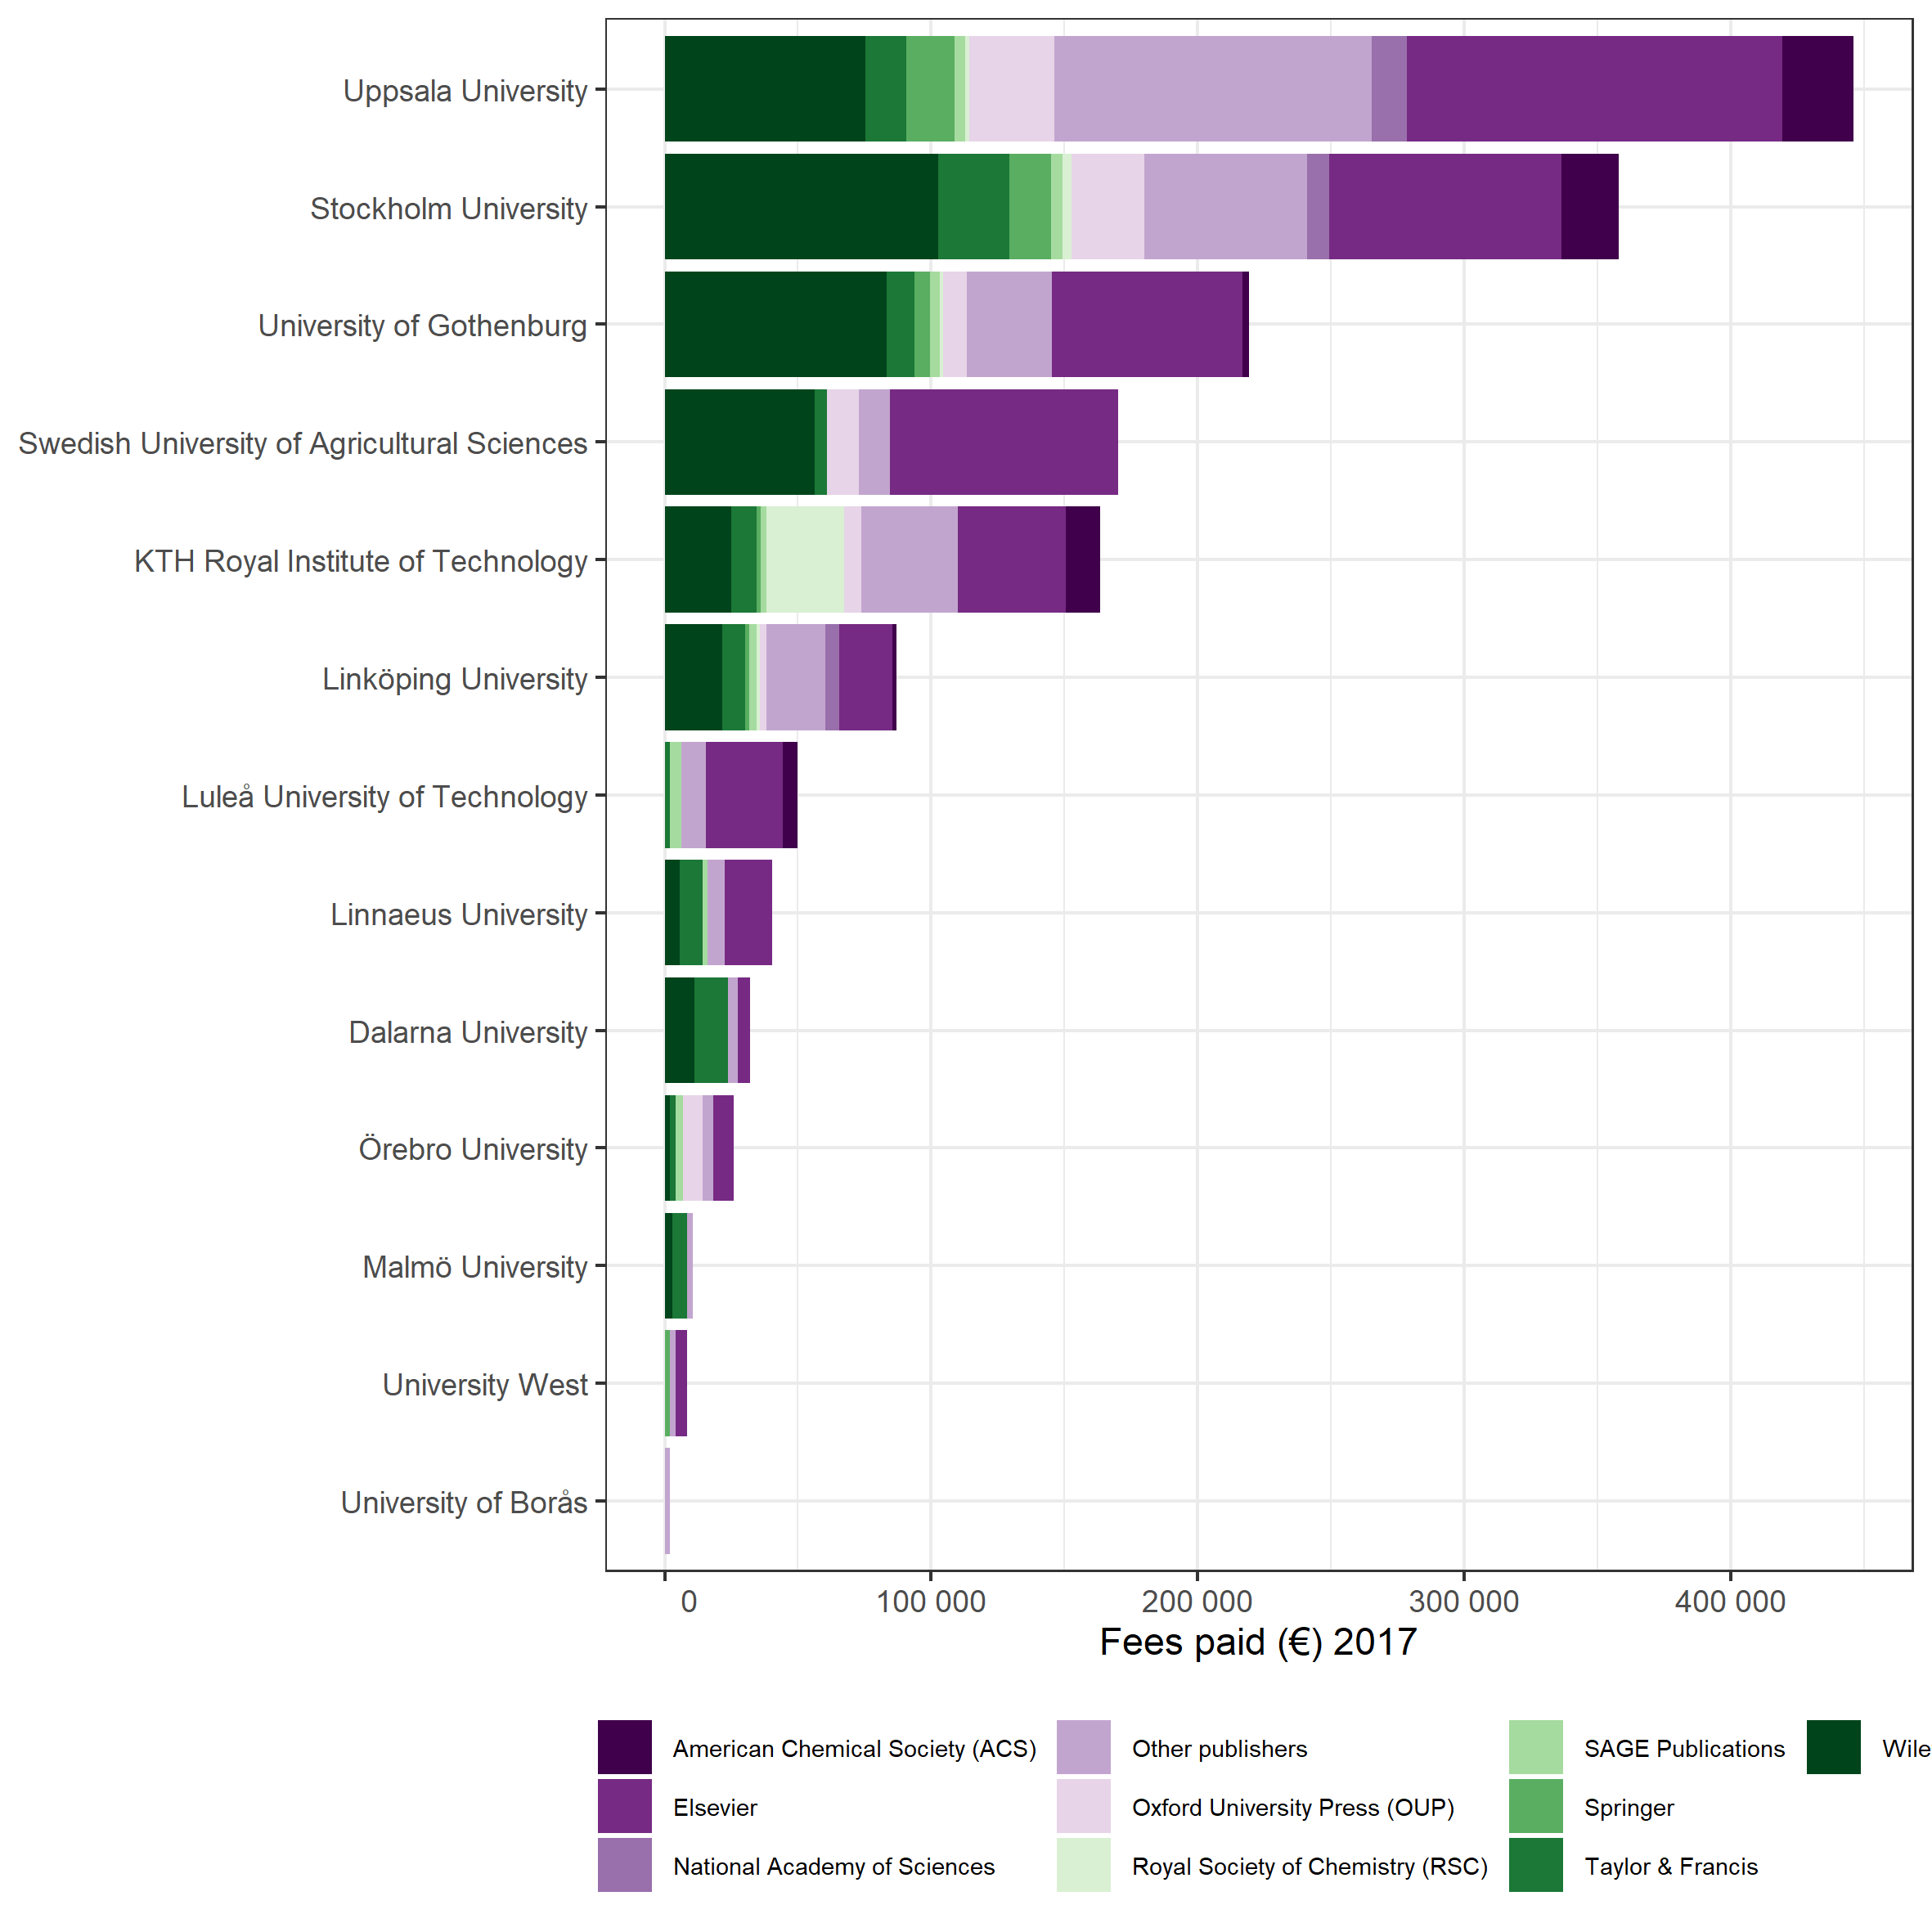 Uppsala University
Stockholm University
University of Gothenburg
Swedish University of Agricultural Sciences
KTH Royal Institute of Technology
Linköping University
Luleå University of Technology
Linnaeus University
Dalarna University
Örebro University
Malmö University
University West
University of Borås
0 100 000 200 000 300 000 400 000
Fees paid (€) 2017
American Chemical Society (ACS) Other publishers SAGE Publications Wile
Elsevier Oxford University Press (OUP) Springer
National Academy of Sciences Royal Society of Chemistry (RSC) Taylor & Francis